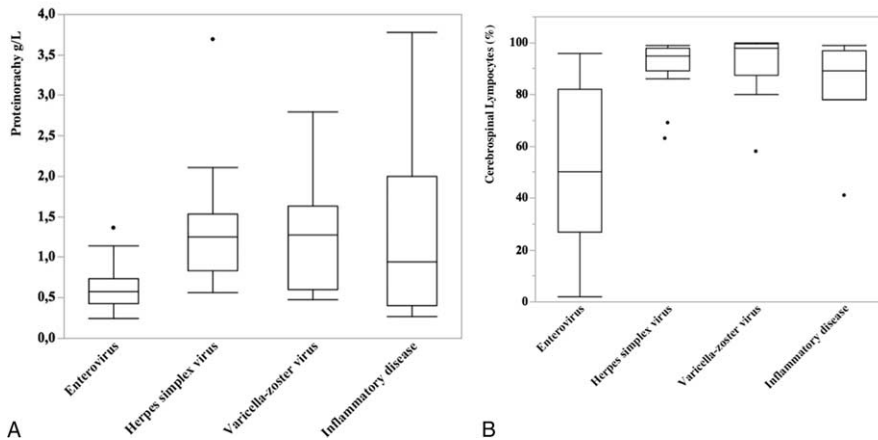 Proteinorachy g/L
4,0
3,5
3,0
2,5
2,0
1,5
1,0
0,5
0,0
Enterovirus
Herpes simplex virus
Varicella-zoster virus
Inflammatory disease
A
Cerebrospinal Lympocytes (%)
100
80
60
40
20
0
Enterovirus
Herpes simplex virus
Varicella-zoster virus
Inflammatory disease
B